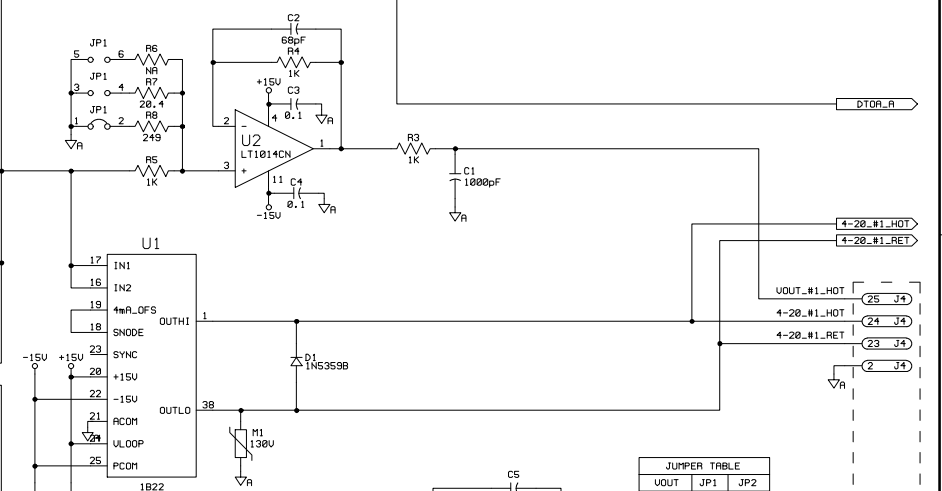 C2
68pF
R4
1K
5 JP1 6 R6
NA
3 JP1 4 R7
20.4
1 JP1 2 R8
249
A
+15V
4
C3
0.1
A
2
-
U2
LT1014CN
1
3
+
R5
1K
11
C4
0.1
A
-15V
R3
1K
C1
1000pF
A
DTOA_A
4-20_#1_HOT
4-20_#1_RET
U1
17 IN1
16 IN2
19 4mA_OFS
18 SNODE
23 SYNC
20 +15V
22 -15V
21 ACOM
VLOOP
25 PCOM
OUTHI 1
OUTLO 38
1B22
-15V +15V
D1
1N5359B
M1
130V
A
VOUT_#1_HOT 25 J4
4-20_#1_HOT 24 J4
4-20_#1_RET 23 J4
2 J4
A
C5
JUMPER TABLE
VOUT JP1 JP2